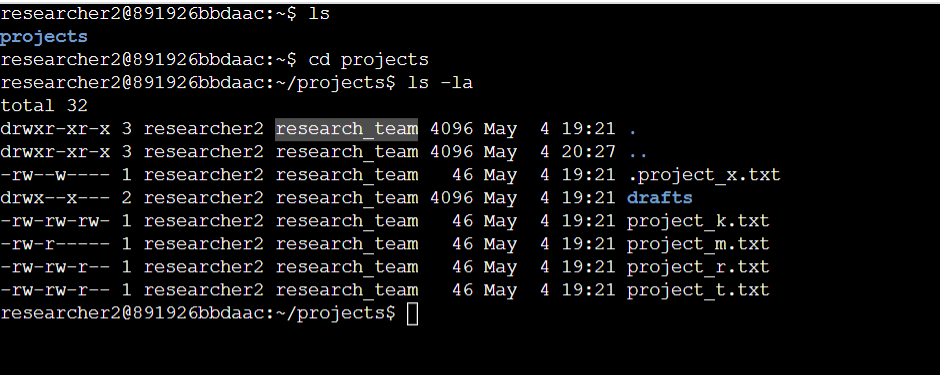 researcher2@891926bbdaac:~$ ls
projects
researcher2@891926bbdaac:~$ cd projects
researcher2@891926bbdaac:~/projects$ ls -la
total 32
drwxr-xr-x 3 researcher2 research_team 4096 May  4 19:21 .
drwxr-xr-x 3 researcher2 research_team 4096 May  4 20:27 ..
-rw--w---- 1 researcher2 research_team   46 May  4 19:21 .project_x.txt
drwx--x--- 2 researcher2 research_team 4096 May  4 19:21 drafts
-rw-rw-rw- 1 researcher2 research_team   46 May  4 19:21 project_k.txt
-rw-r----- 1 researcher2 research_team   46 May  4 19:21 project_m.txt
-rw-rw-r-- 1 researcher2 research_team   46 May  4 19:21 project_r.txt
-rw-rw-r-- 1 researcher2 research_team   46 May  4 19:21 project_t.txt
researcher2@891926bbdaac:~/projects$